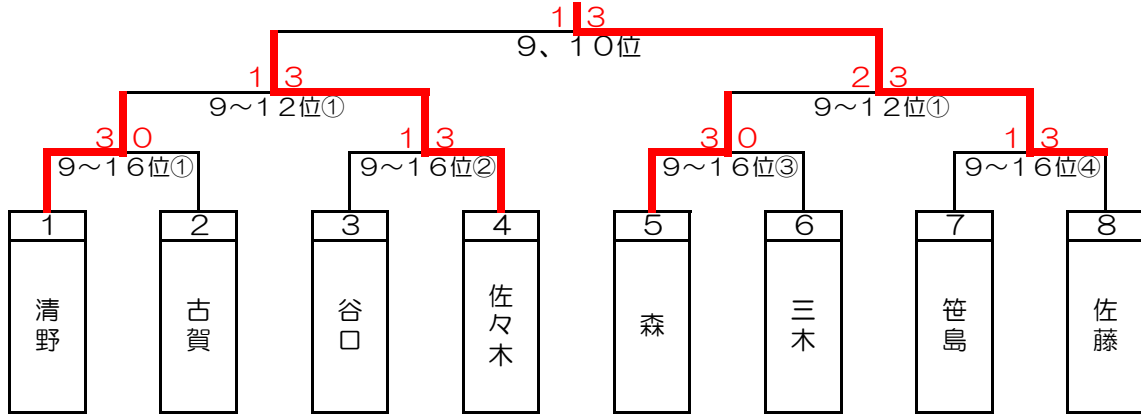 １ ３
９、１０位
１ ３ ２ ３
９～１２位① ９～１２位①
３ ０ １ ３ ３ ０ １ ３
９～１６位① ９～１６位② ９～１６位③ ９～１６位④
１ ２ ３ ４ ５ ６ ７ ８
清野
古賀
谷口
佐々木
森
三木
笹島
佐藤